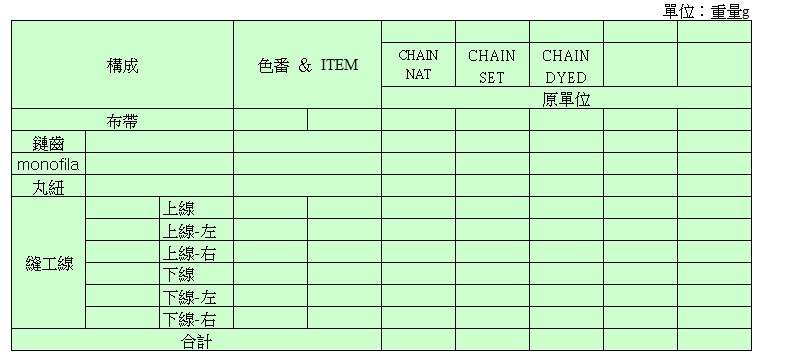 單位：重量g
構成
色番 & ITEM
CHAIN NAT
CHAIN SET
CHAIN DYED
原單位
布帶
鏈齒
monofila
丸紐
縫工線
上線
上線-左
上線-右
下線
下線-左
下線-右
合計